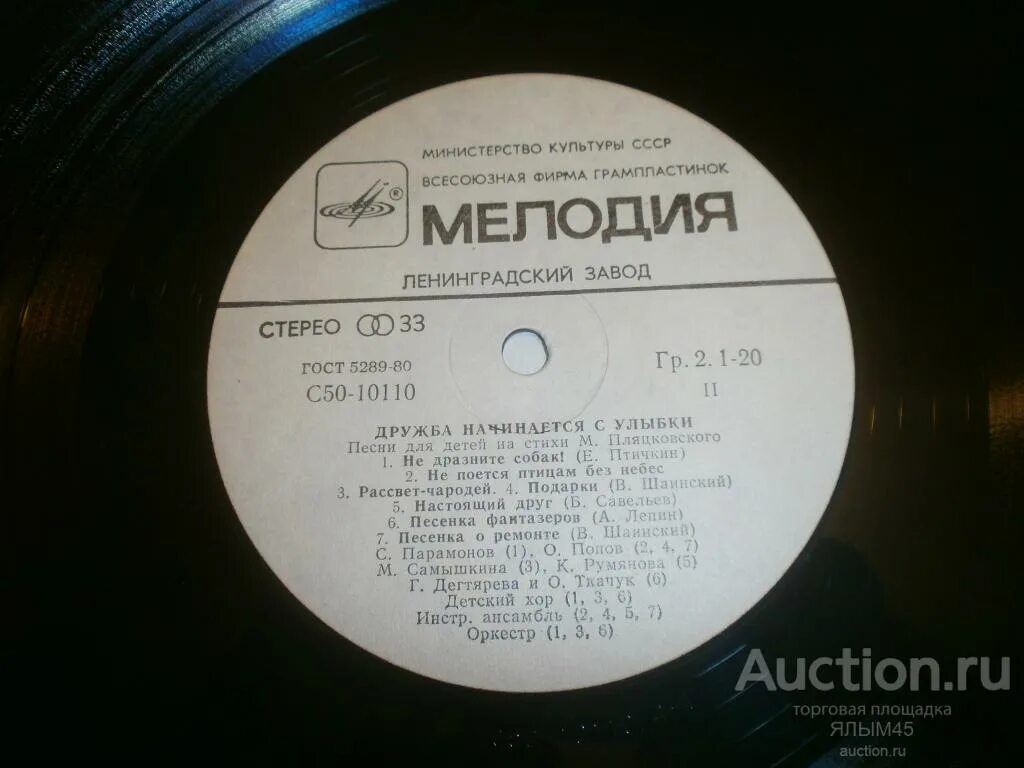 МИНИСТЕРСТВО КУЛЬТУРЫ СССР
ВСЕСОЮЗНАЯ ФИРМА ГРАМПЛАСТИНОК
®
МЕЛОДИЯ
ЛЕНИНГРАДСКИЙ ЗАВОД
СТЕРЕО 33
ГОСТ 5289-80
Гр. 2. 1-20
С50-10110
II
ДРУЖБА НАЧИНАЕТСЯ С УЛЫБКИ
Песни для детей на стихи М. Пляцковского
1. Не дразните собак! (Е. Птичкин)
2. Не поется птицам без небес
3. Рассвет-чародей. 4. Подарки (В. Шаинский)
5. Настоящий друг (Б. Савельев)
6. Песенка фантазеров (А. Лепин)
7. Песенка о ремонте (В. Шаинский)
С. Парамонов (1), О. Попов (2, 4, 7)
М. Самышкина (3), К. Румянова (5)
Г. Дегтярева и О. Ткачук (6)
Детский хор (1, 3, 6)
Инстр. ансамбль (2, 4, 5, 7)
Оркестр (1, 3, 6)
Auction.ru
торговая площадка
ЯЛЫМ45
auction.ru